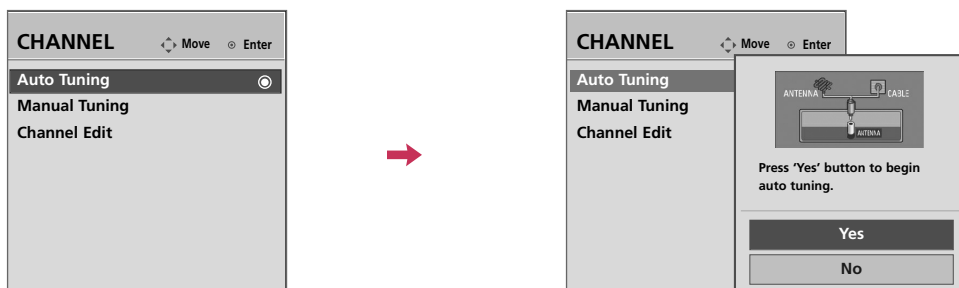 CHANNEL Move Enter
Auto Tuning
Manual Tuning
Channel Edit
CHANNEL Move Enter
Auto Tuning
Manual Tuning
Channel Edit
ANTENNA CABLE
ANTENNA
Press ‘Yes’ button to begin
auto tuning.
Yes
No